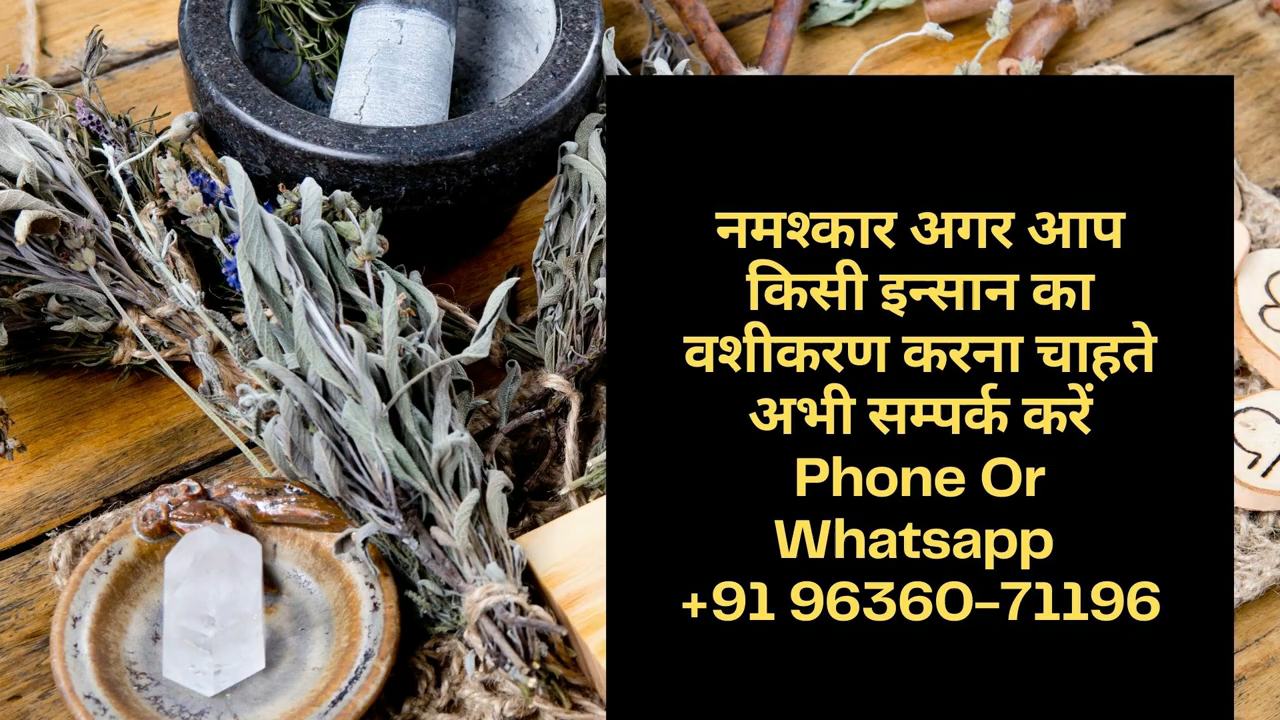 नमश्कार अगर आप
किसी इन्सान का
वशीकरण करना चाहते
अभी सम्पर्क करें
Phone Or
Whatsapp
+91 96360-71196